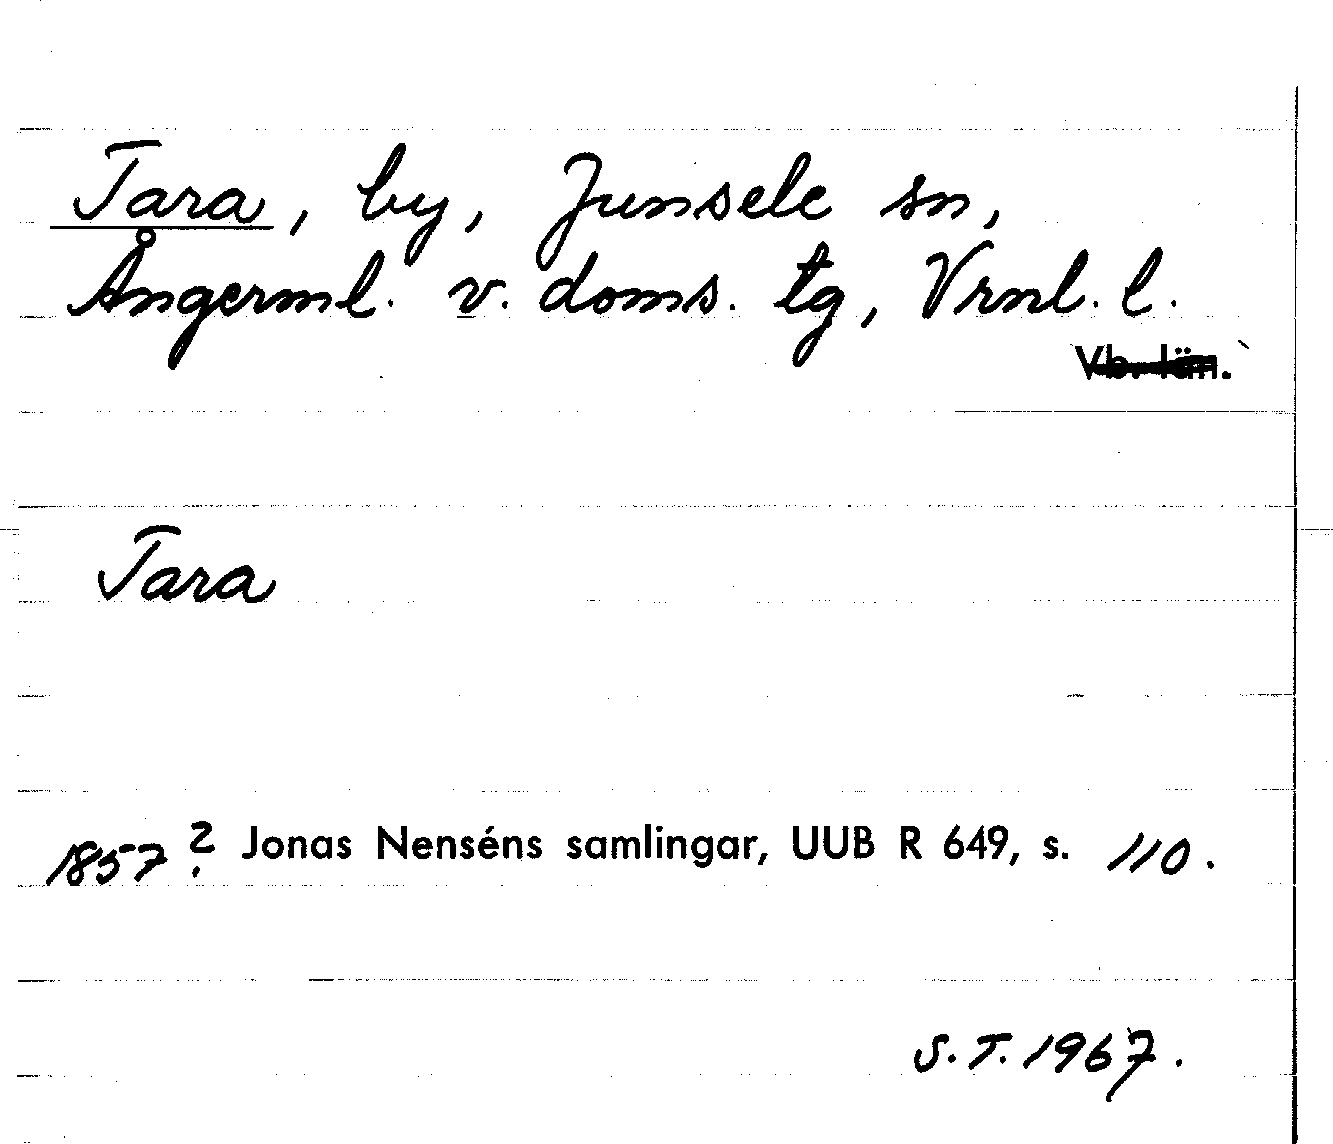 Tara, by, Junsele sn,
Ångerml. v. doms. tg, Vrnl. l.
Vb. län.
Tara
1857? Jonas Nenséns samlingar, UUB R 649, s. 110.
S. T. 1967.